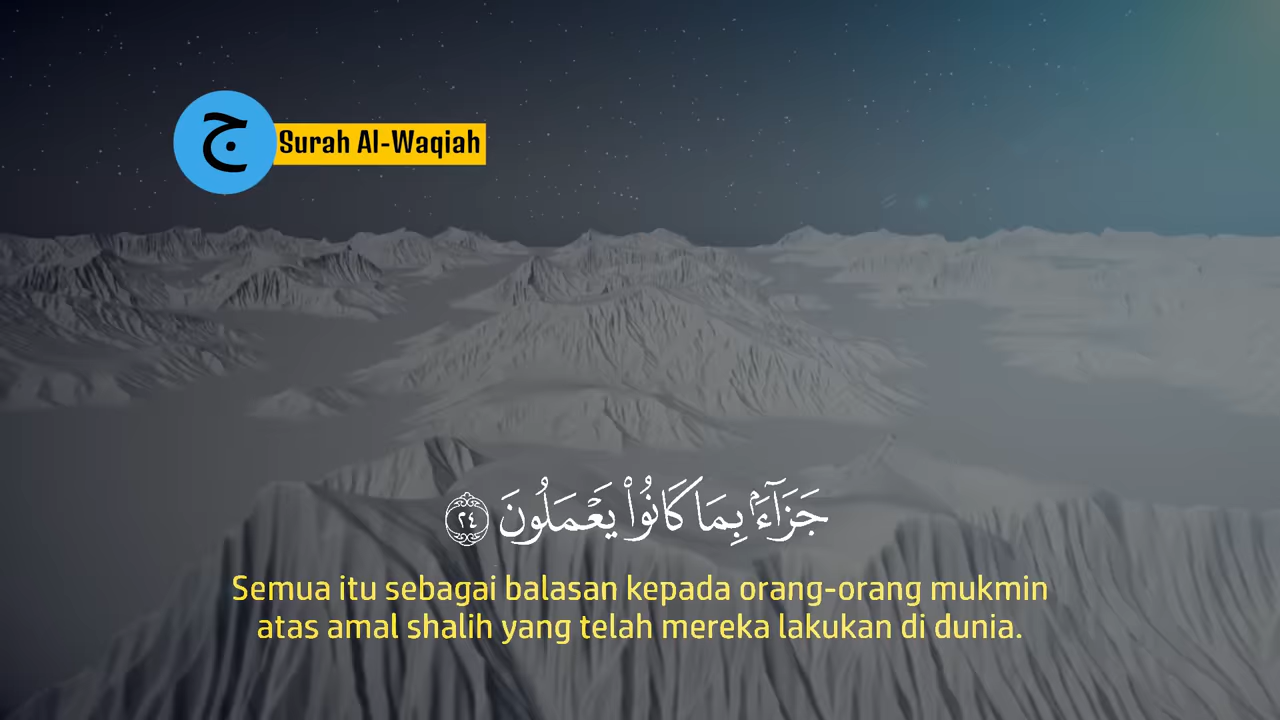 ج
Surah Al-Waqiah
جَزَآءًۢ بِمَا كَانُوا۟ يَعْمَلُونَ ٢٤
Semua itu sebagai balasan kepada orang-orang mukmin
atas amal shalih yang telah mereka lakukan di dunia.